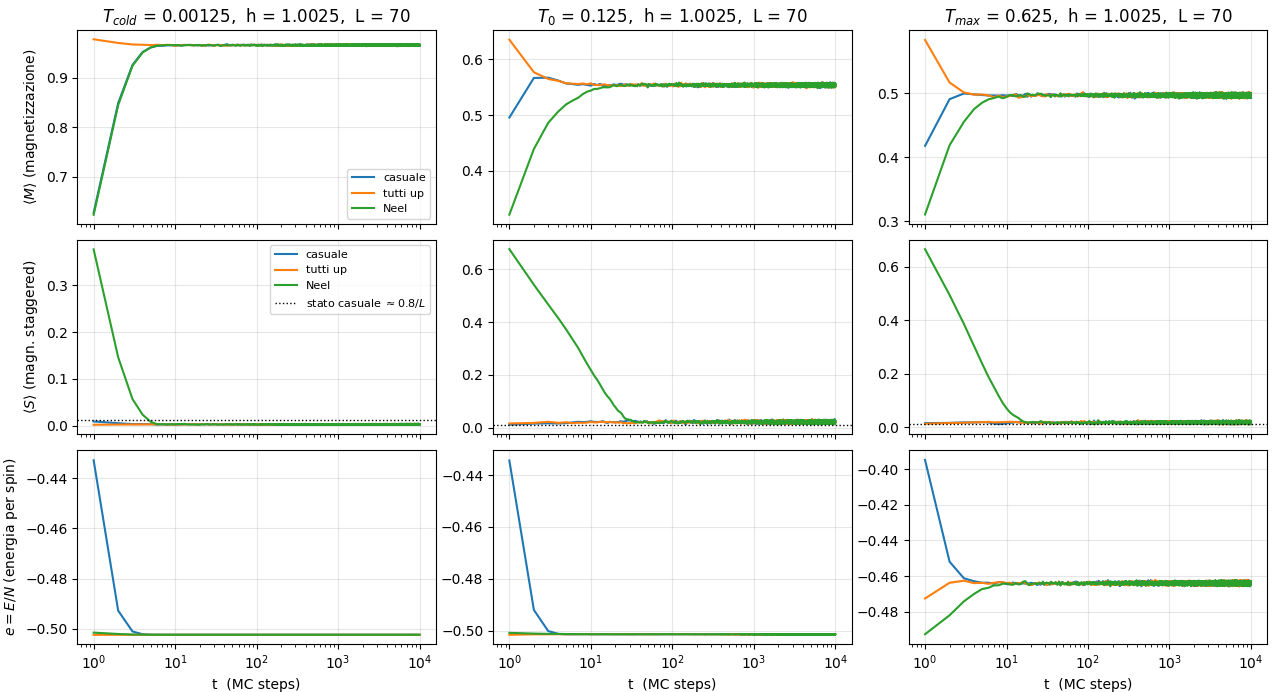 T_cold = 0.00125, h = 1.0025, L = 70
T_0 = 0.125, h = 1.0025, L = 70
T_max = 0.625, h = 1.0025, L = 70
⟨M⟩ (magnetizzazione)
0.9
0.8
0.7
casuale
tutti up
Neel
0.6
0.5
0.4
0.5
0.4
0.3
⟨S⟩ (magn. staggered)
0.3
0.2
0.1
0.0
casuale
tutti up
Neel
stato casuale ≈ 0.8/L
0.6
0.4
0.2
0.0
0.6
0.4
0.2
0.0
e = E/N (energia per spin)
−0.44
−0.46
−0.48
−0.50
−0.44
−0.46
−0.48
−0.50
−0.40
−0.42
−0.44
−0.46
−0.48
10^0 10^1 10^2 10^3 10^4
10^0 10^1 10^2 10^3 10^4
10^0 10^1 10^2 10^3 10^4
t (MC steps)
t (MC steps)
t (MC steps)